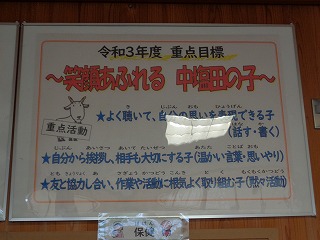 令和3年度 重点目標
～笑顔あふれる 中塩田の子～
重点活動
★よく聴いて、自分の思いを表現できる子
(話す・書く)
★自分から挨拶し、相手も大切にする子(温かい言葉・思いやり)
★友と協力し合い、作業や活動に根気よく取り組む子(黙々活動)
保健